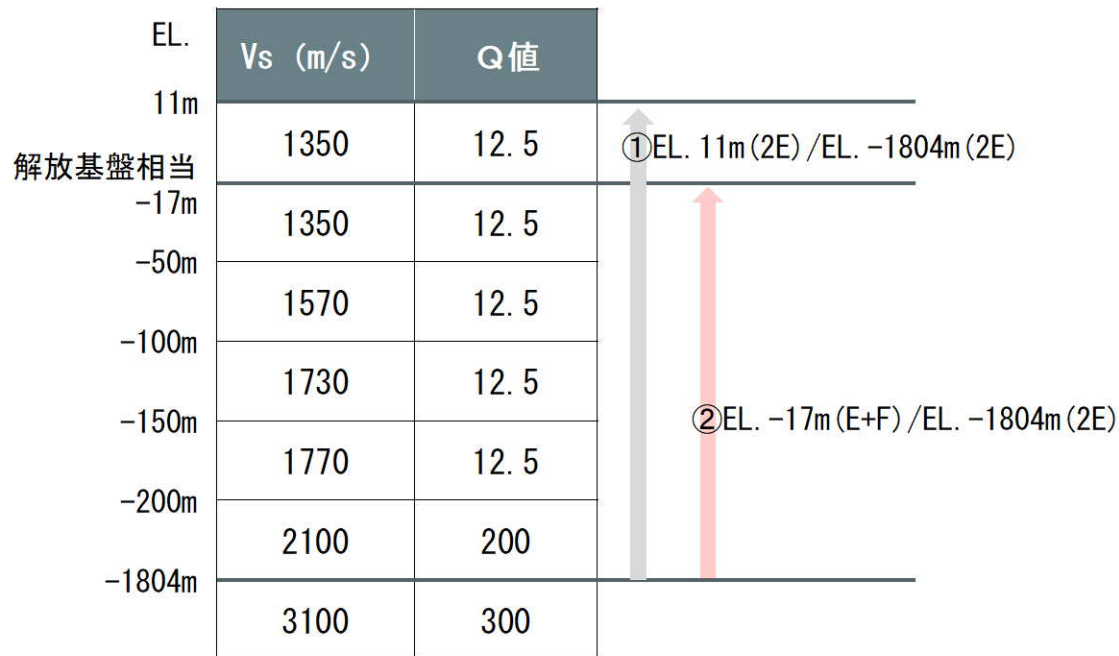 EL.
Vs (m/s) Q値
11m
1350 12.5
①EL. 11m(2E)/EL. -1804m(2E)
解放基盤相当
-17m
1350 12.5
-50m
1570 12.5
-100m
1730 12.5
-150m
②EL. -17m(E+F)/EL. -1804m(2E)
1770 12.5
-200m
2100 200
-1804m
3100 300